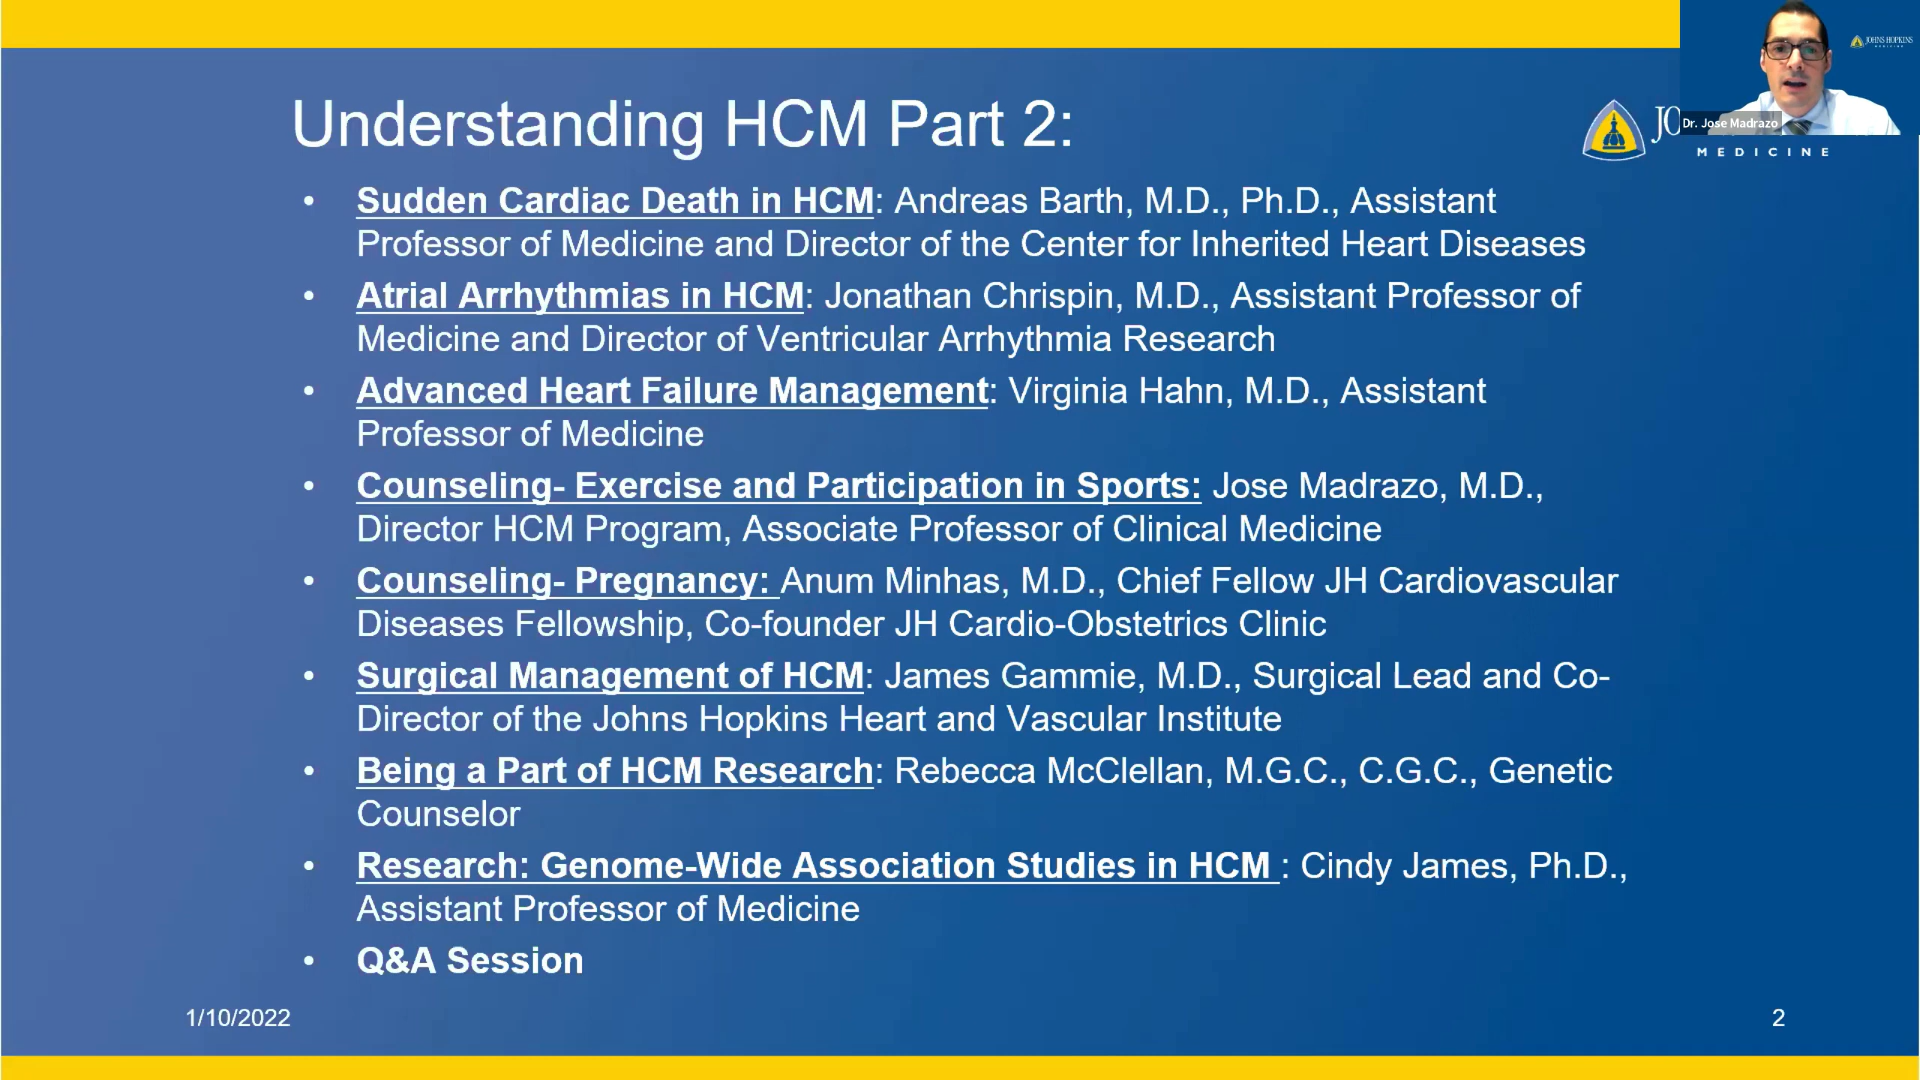 JOHNS HOPKINS
MEDICINE
Understanding HCM Part 2:
JO
Dr. Jose Madrazo
MEDICINE
• Sudden Cardiac Death in HCM: Andreas Barth, M.D., Ph.D., Assistant
Professor of Medicine and Director of the Center for Inherited Heart Diseases
• Atrial Arrhythmias in HCM: Jonathan Chrispin, M.D., Assistant Professor of
Medicine and Director of Ventricular Arrhythmia Research
• Advanced Heart Failure Management: Virginia Hahn, M.D., Assistant
Professor of Medicine
• Counseling- Exercise and Participation in Sports: Jose Madrazo, M.D.,
Director HCM Program, Associate Professor of Clinical Medicine
• Counseling- Pregnancy: Anum Minhas, M.D., Chief Fellow JH Cardiovascular
Diseases Fellowship, Co-founder JH Cardio-Obstetrics Clinic
• Surgical Management of HCM: James Gammie, M.D., Surgical Lead and Co-
Director of the Johns Hopkins Heart and Vascular Institute
• Being a Part of HCM Research: Rebecca McClellan, M.G.C., C.G.C., Genetic
Counselor
• Research: Genome-Wide Association Studies in HCM : Cindy James, Ph.D.,
Assistant Professor of Medicine
• Q&A Session
1/10/2022
2